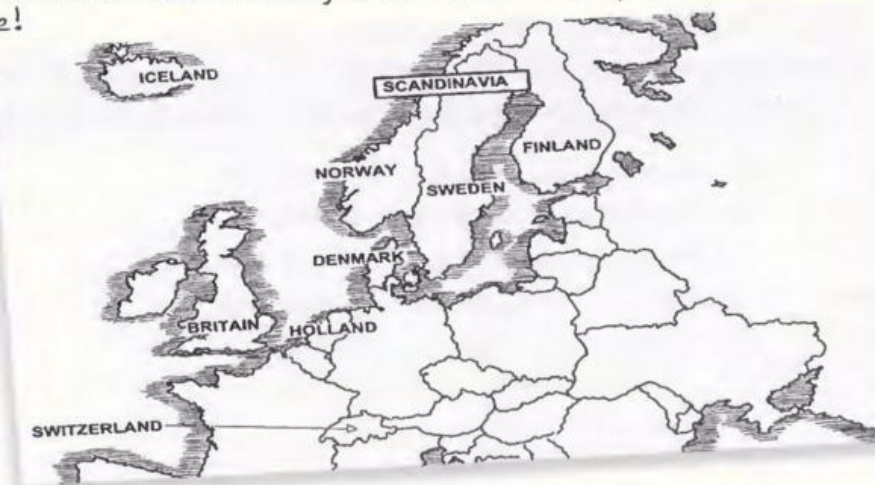 e!
ICELAND
SCANDINAVIA
FINLAND
NORWAY
SWEDEN
DENMARK
BRITAIN
HOLLAND
SWITZERLAND